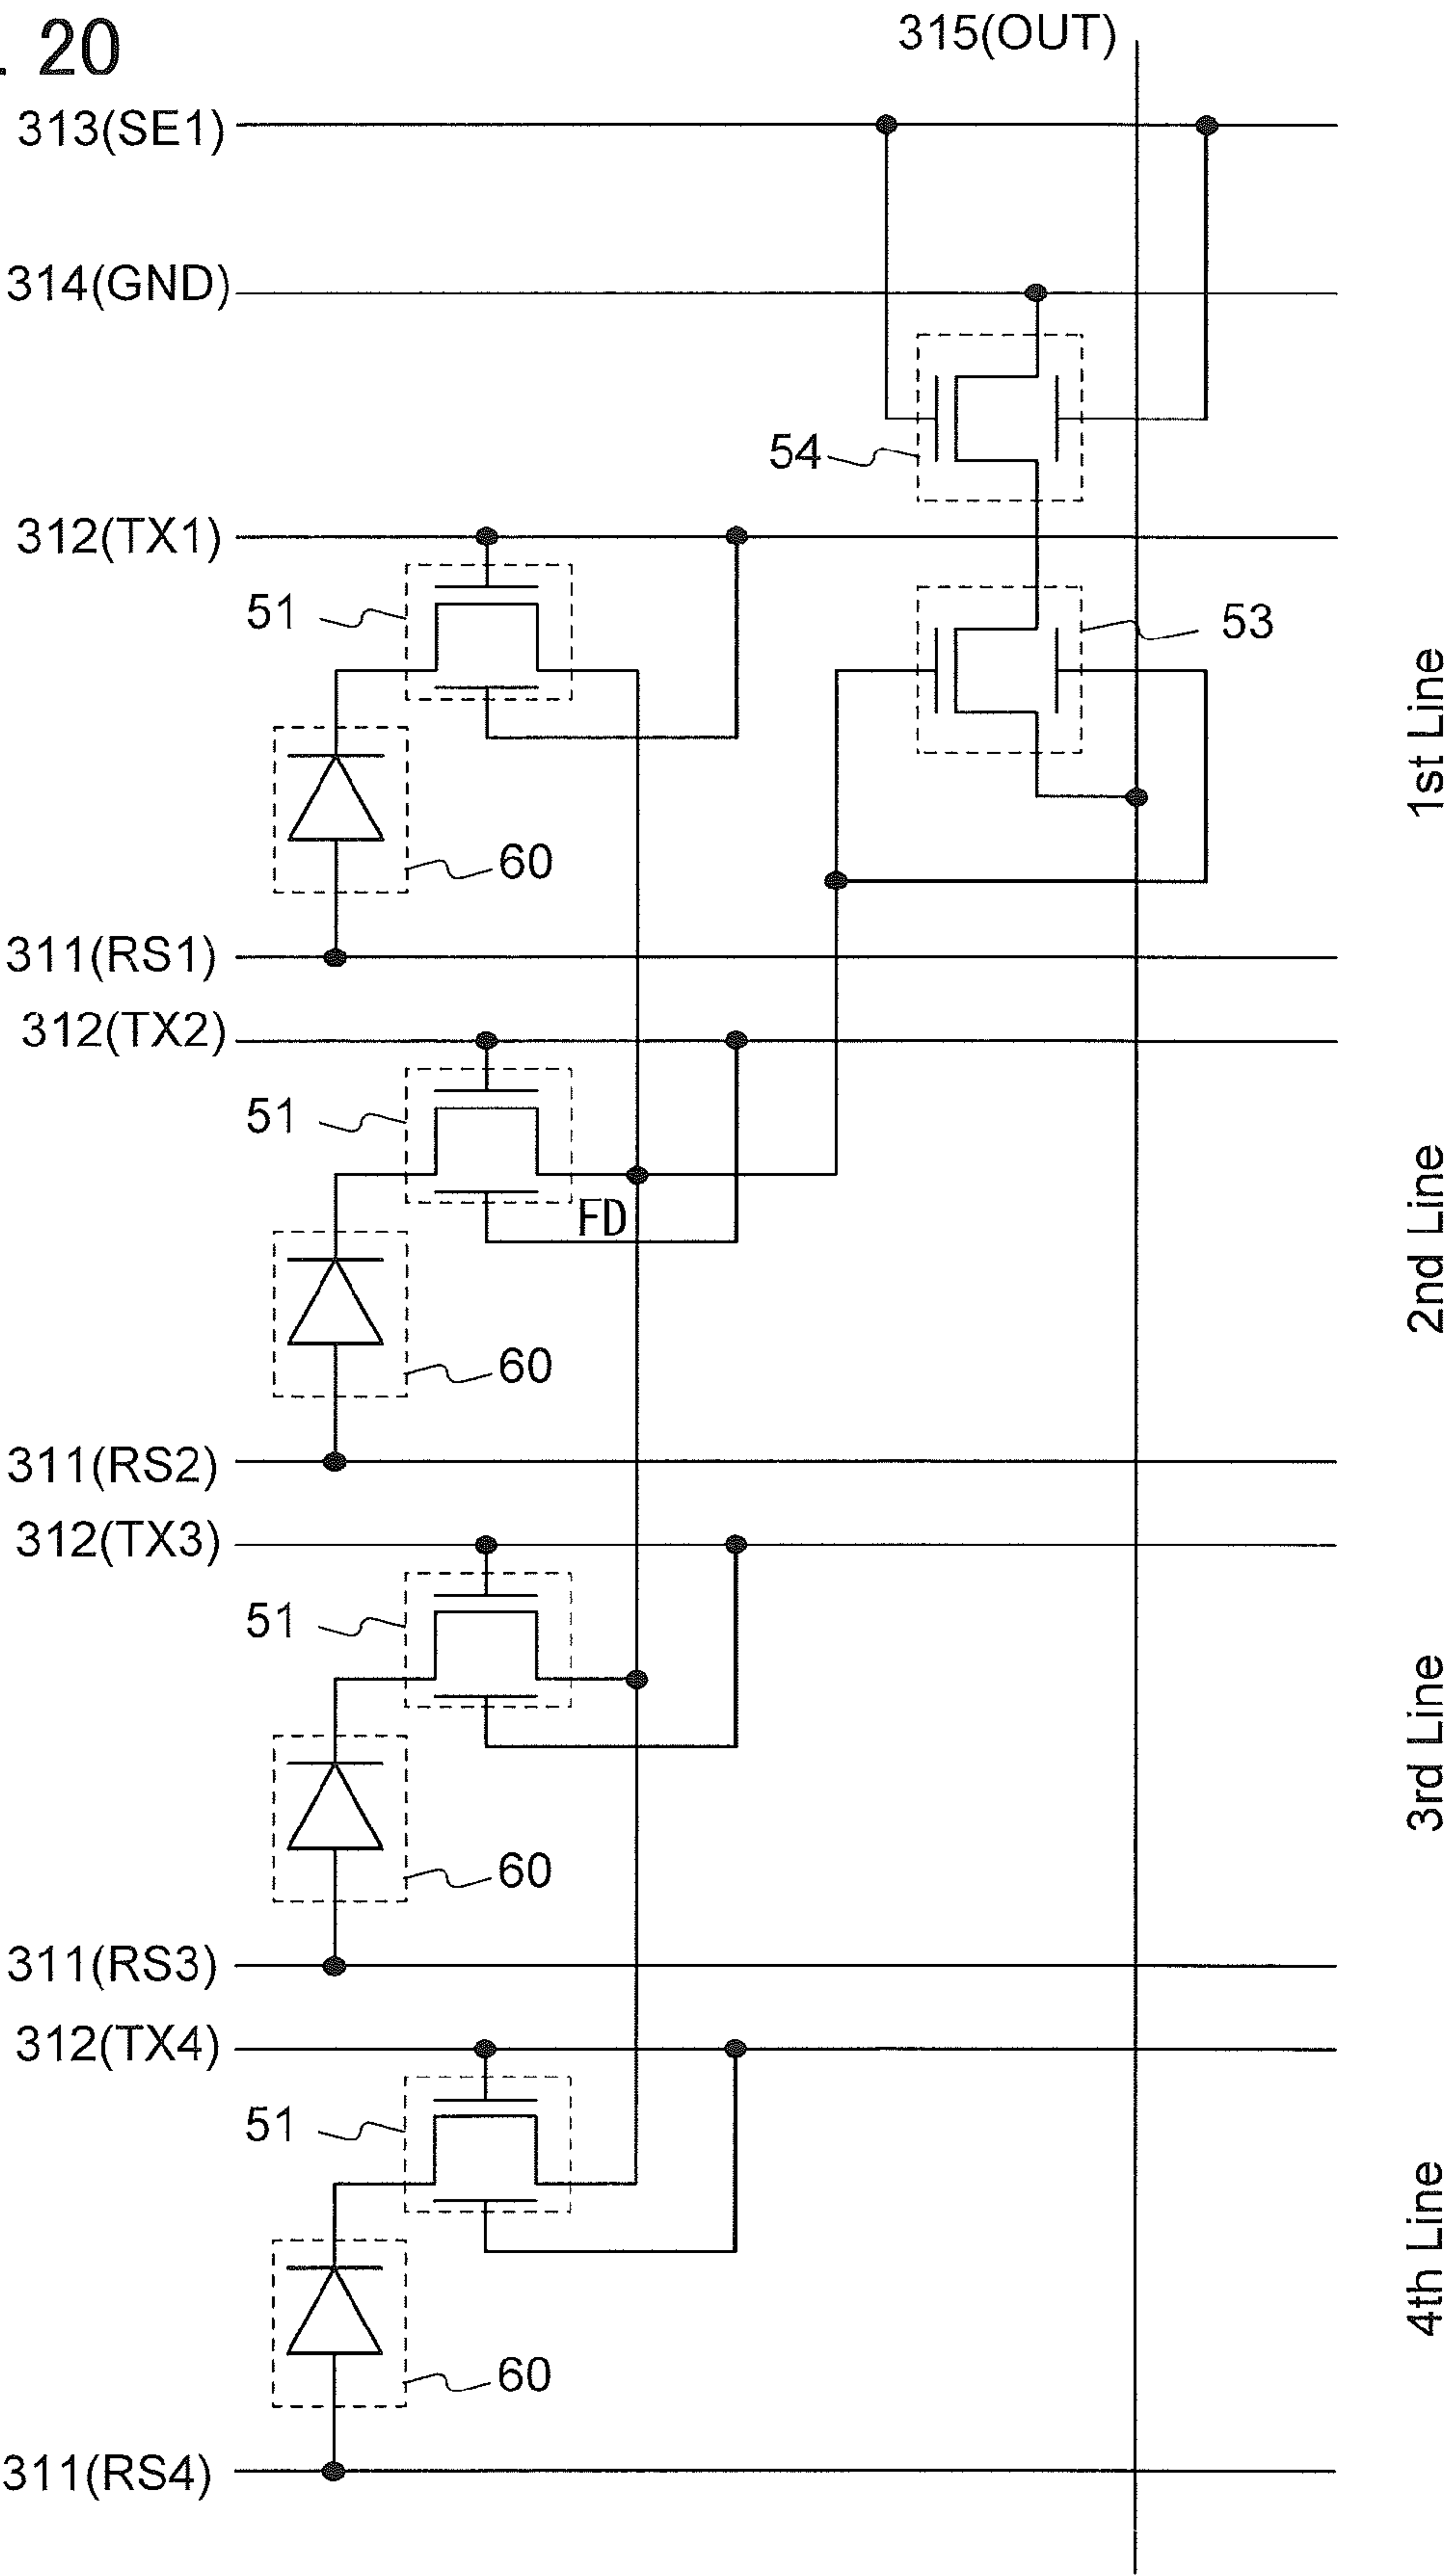 . 20
315(OUT)
313(SE1)
314(GND)
54
312(TX1)
51
53
60
1st Line
311(RS1)
312(TX2)
51
FD
60
2nd Line
311(RS2)
312(TX3)
51
60
3rd Line
311(RS3)
312(TX4)
51
60
4th Line
311(RS4)